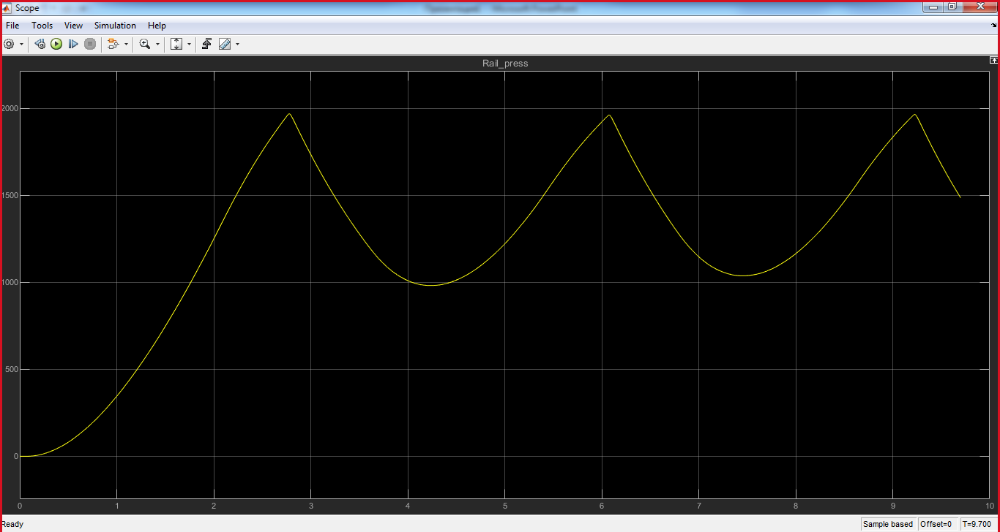 Scope
File Tools View Simulation Help
Rail_press
2000
1500
1000
500
0
0 1 2 3 4 5 6 7 8 9 10
Ready Sample based Offset=0 T=9.700